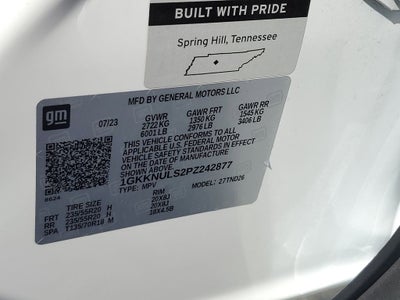 BUILT WITH PRIDE
Spring Hill, Tennessee
gm
MFD BY GENERAL MOTORS LLC
07/23 GVWR GAWR FRT GAWR RR
2722 KG 1350 KG 1545 KG
6001 LB 2976 LB 3406 LB
THIS VEHICLE CONFORMS TO ALL
APPLICABLE U.S. FEDERAL MOTOR
VEHICLE SAFETY STANDARDS IN EFFECT
ON THE DATE OF MANUFACTURE
SHOWN ABOVE.
1GKKNULS2PZ242877
TYPE: MPV MODEL: 27TNO26
8624
TIRE SIZE RIM
FRT 235/55R20 H 20X8J
RR 235/55R20 H 20X8J
SPA T135/70R18 M 18X4.5B